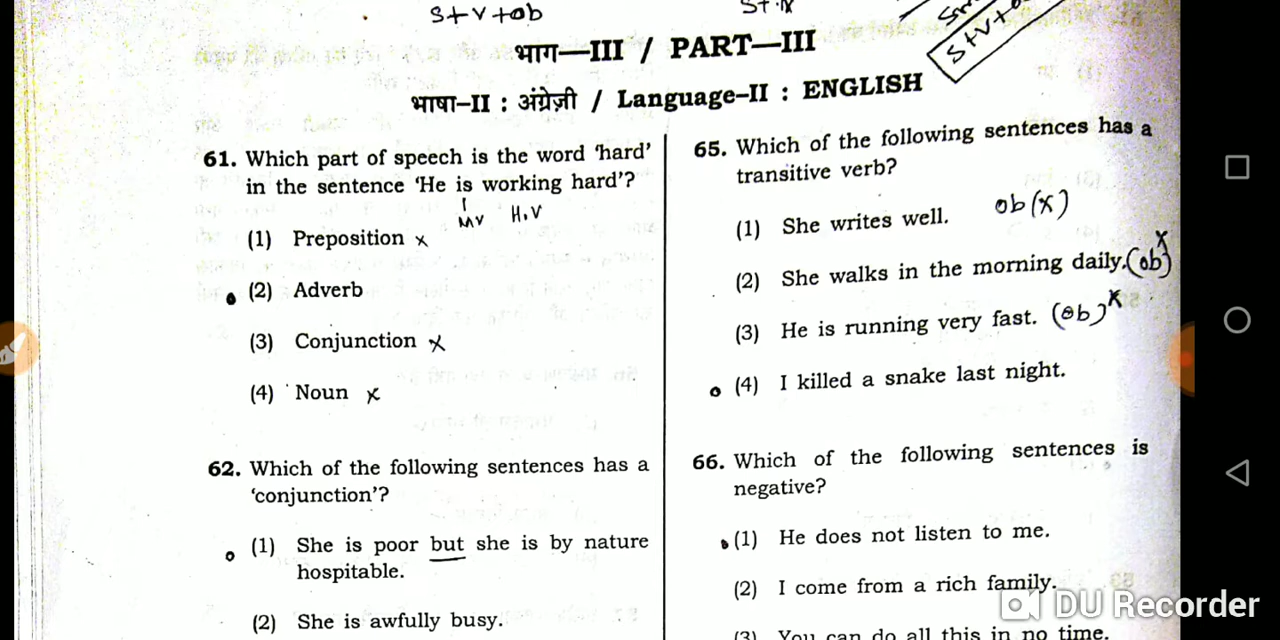 S+V+ob
S+V+
भाग—III / PART—III
भाषा–II : अंग्रेज़ी / Language–II : ENGLISH
61. Which part of speech is the word ‘hard’
in the sentence ‘He is working hard’?
MV H.V
(1) Preposition ×
(2) Adverb
(3) Conjunction ×
(4) Noun ×
62. Which of the following sentences has a
‘conjunction’?
(1) She is poor but she is by nature
hospitable.
(2) She is awfully busy.
65. Which of the following sentences has a
transitive verb?
(1) She writes well. ob(x)
(2) She walks in the morning daily.(ob)x
(3) He is running very fast. (ob)x
(4) I killed a snake last night.
66. Which of the following sentences is
negative?
(1) He does not listen to me.
(2) I come from a rich family.
(3) You can do all this in no time.
DU Recorder